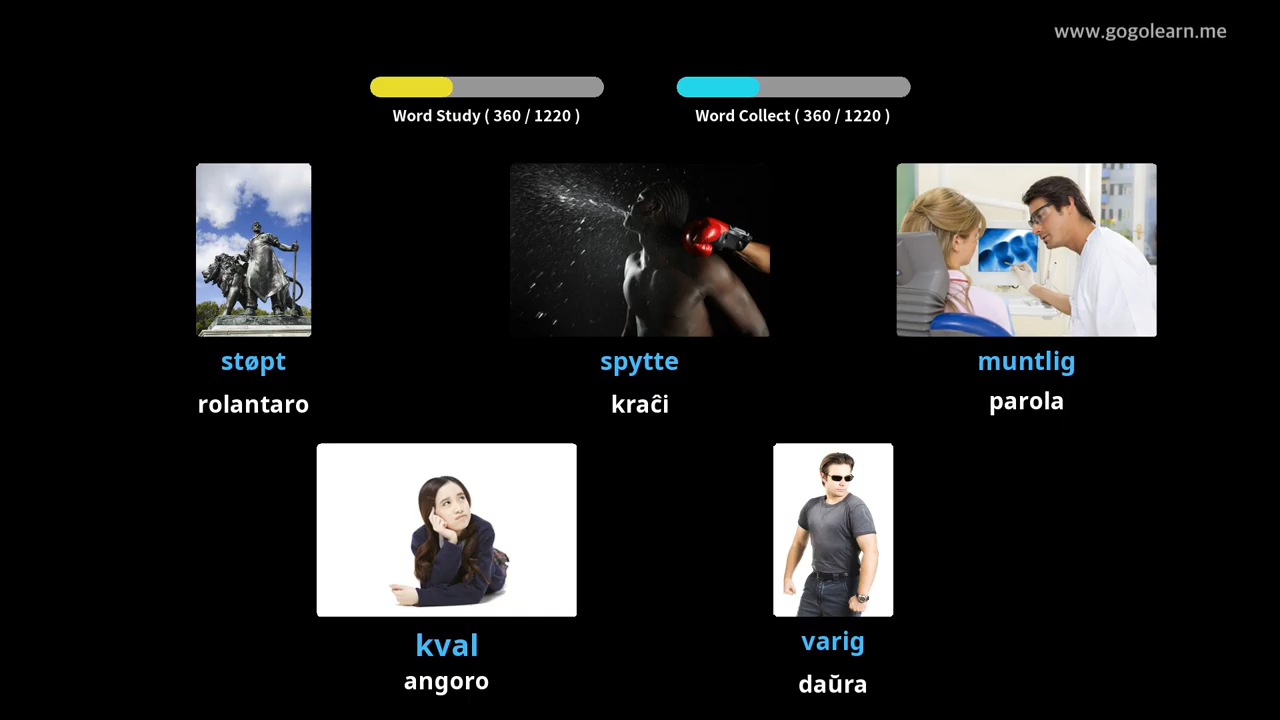 www.gogolearn.me
Word Study ( 360 / 1220 )
Word Collect ( 360 / 1220 )
støpt
rolantaro
spytte
kraĉi
muntlig
parola
kval
angoro
varig
daŭra